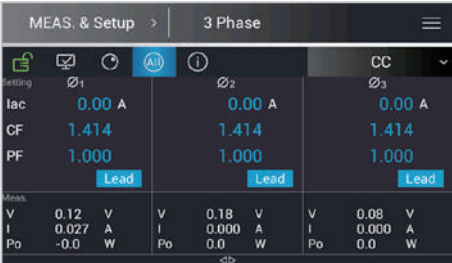 MEAS. & Setup > 3 Phase
All CC
Setting Ø1 Ø2 Ø3
Iac 0.00 A 0.00 A 0.00 A
CF 1.414 1.414 1.414
PF 1.000 1.000 1.000
Lead Lead Lead
Meas.
V 0.12 V V 0.18 V V 0.08 V
I 0.027 A I 0.000 A I 0.000 A
Po -0.0 W Po 0.0 W Po 0.0 W